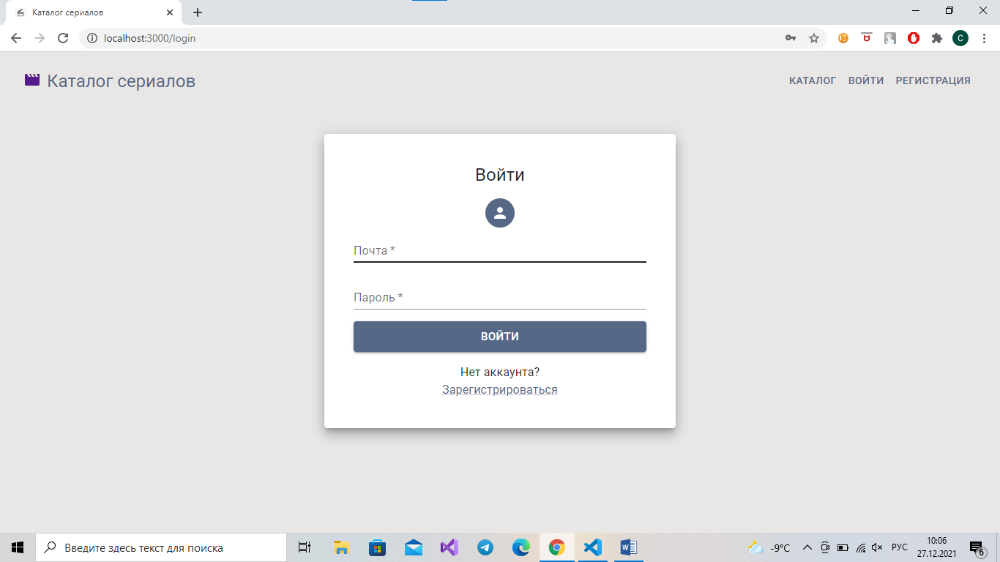 Каталог сериалов
localhost:3000/login
C
Каталог сериалов
КАТАЛОГ ВОЙТИ РЕГИСТРАЦИЯ
Войти
Почта *
Пароль *
ВОЙТИ
Нет аккаунта?
Зарегистрироваться
Введите здесь текст для поиска
-9°C
РУС
10:06
27.12.2021
6